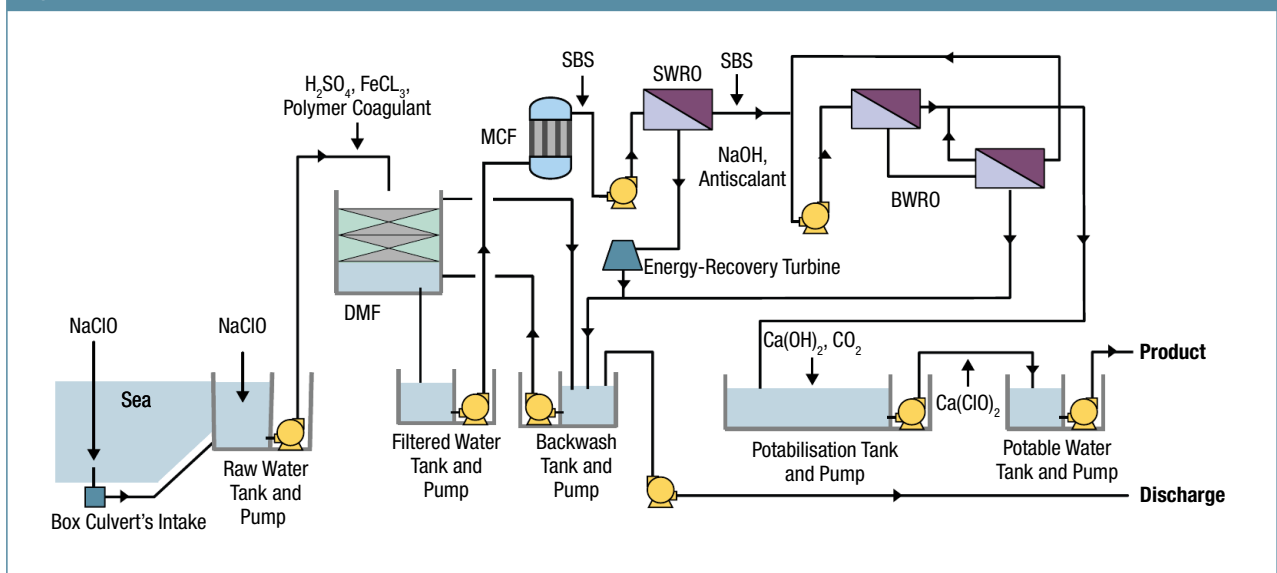 SBS
SWRO
SBS
H₂SO₄, FeCL₃,
Polymer Coagulant
MCF
NaOH,
Antiscalant
BWRO
Energy-Recovery Turbine
DMF
NaClO
NaClO
Ca(OH)₂, CO₂
Product
Sea
Ca(ClO)₂
Filtered Water
Tank and
Pump
Backwash
Tank and
Pump
Potabilisation Tank
and Pump
Potable Water
Tank and Pump
Raw Water
Tank and
Pump
Discharge
Box Culvert's Intake